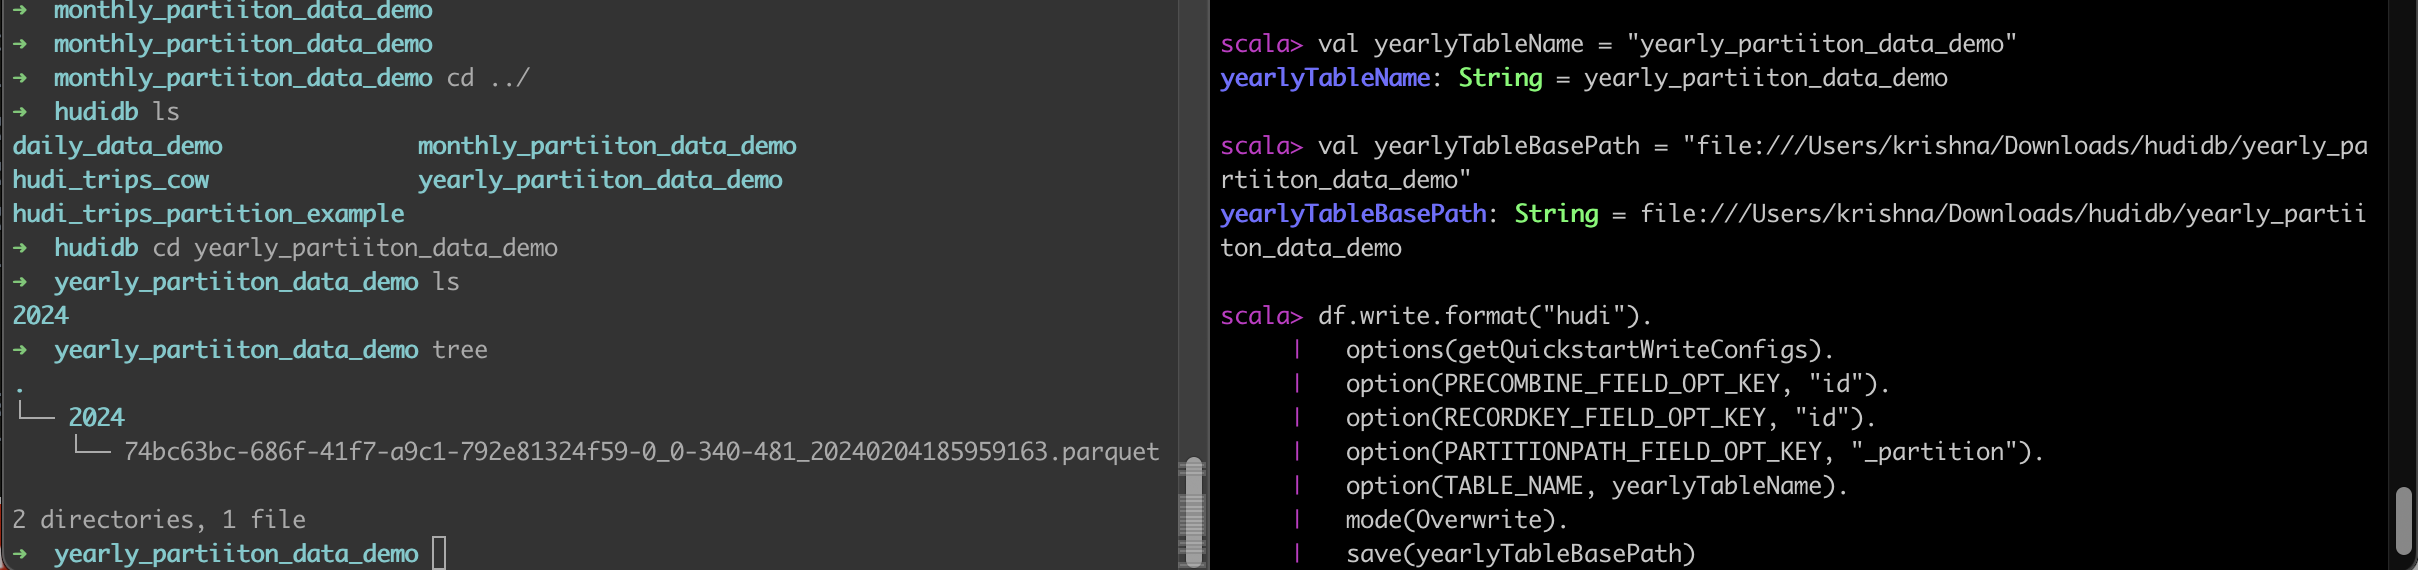 ➜  monthly_partiiton_data_demo
➜  monthly_partiiton_data_demo
➜  monthly_partiiton_data_demo cd ../
➜  hudidb ls
daily_data_demo              monthly_partiiton_data_demo
hudi_trips_cow               yearly_partiiton_data_demo
hudi_trips_partition_example
➜  hudidb cd yearly_partiiton_data_demo
➜  yearly_partiiton_data_demo ls
2024
➜  yearly_partiiton_data_demo tree
.
└── 2024
    └── 74bc63bc-686f-41f7-a9c1-792e81324f59-0_0-340-481_20240204185959163.parquet
2 directories, 1 file
➜  yearly_partiiton_data_demo
scala> val yearlyTableName = "yearly_partiiton_data_demo"
yearlyTableName: String = yearly_partiiton_data_demo
scala> val yearlyTableBasePath = "file:///Users/krishna/Downloads/hudidb/yearly_pa
rtiiton_data_demo"
yearlyTableBasePath: String = file:///Users/krishna/Downloads/hudidb/yearly_partii
ton_data_demo
scala> df.write.format("hudi").
     |   options(getQuickstartWriteConfigs).
     |   option(PRECOMBINE_FIELD_OPT_KEY, "id").
     |   option(RECORDKEY_FIELD_OPT_KEY, "id").
     |   option(PARTITIONPATH_FIELD_OPT_KEY, "_partition").
     |   option(TABLE_NAME, yearlyTableName).
     |   mode(Overwrite).
     |   save(yearlyTableBasePath)